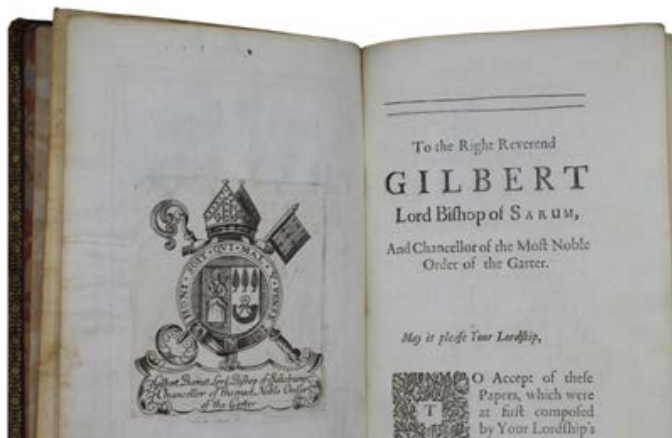 HONI · SOIT · QUI · MAL · Y ·
Gilbert Burnet Lord Bishop of Salisbury
Chancellor of the most Noble Order
of the Garter
To the Right Reverend
GILBERT
Lord Biſhop of SARUM,
And Chancellor of the Moſt Noble
Order of the Garter.
May it pleaſe Your Lordſhip,
TO Accept of theſe
Papers, which were
at firſt compoſed
by Your Lordſhip's